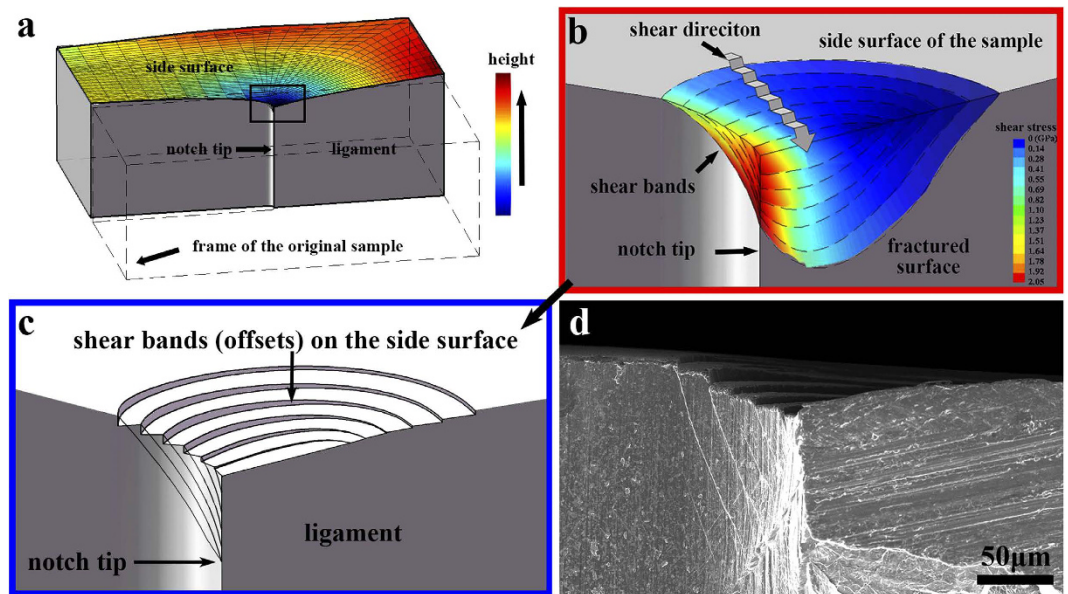 a
side surface
height
notch tip
ligament
frame of the original sample
b
shear direciton
side surface of the sample
shear stress
0 (GPa)
0.14
0.28
0.41
0.55
0.69
0.82
1.10
1.23
1.37
1.51
1.64
1.78
1.92
2.05
shear bands
notch tip
fractured
surface
c
shear bands (offsets) on the side surface
ligament
notch tip
d
50μm